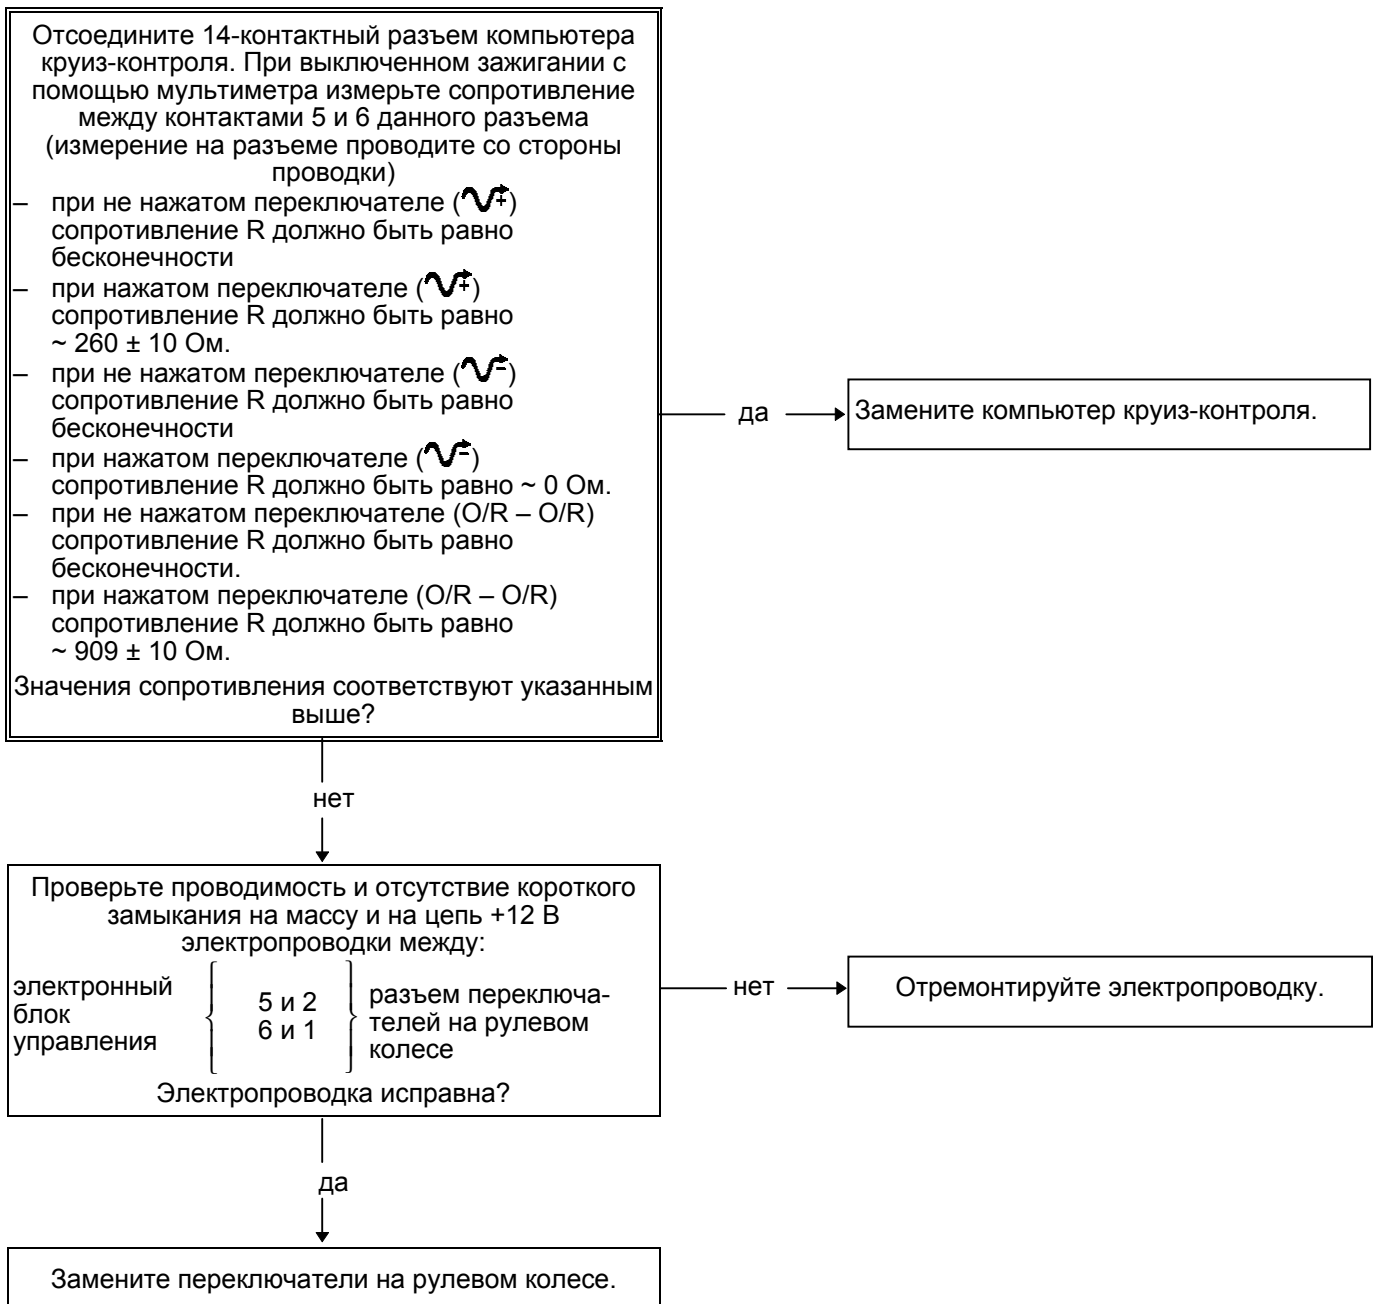 Отсоедините 14-контактный разъем компьютера
круиз-контроля. При выключенном зажигании с
помощью мультиметра измерьте сопротивление
между контактами 5 и 6 данного разъема
(измерение на разъеме проводите со стороны
проводки)
– при не нажатом переключателе (+)
сопротивление R должно быть равно
бесконечности
– при нажатом переключателе (+)
сопротивление R должно быть равно
~ 260 ± 10 Ом.
– при не нажатом переключателе (-)
сопротивление R должно быть равно
бесконечности
– при нажатом переключателе (-)
сопротивление R должно быть равно ~ 0 Ом.
– при не нажатом переключателе (O/R – O/R)
сопротивление R должно быть равно
бесконечности.
– при нажатом переключателе (O/R – O/R)
сопротивление R должно быть равно
~ 909 ± 10 Ом.
Значения сопротивления соответствуют указанным
выше?
да
Замените компьютер круиз-контроля.
нет
Проверьте проводимость и отсутствие короткого
замыкания на массу и на цепь +12 В
электропроводки между:
электронный
блок
управления
5 и 2
6 и 1
разъем переключа-
телей на рулевом
колесе
Электропроводка исправна?
нет
Отремонтируйте электропроводку.
да
Замените переключатели на рулевом колесе.